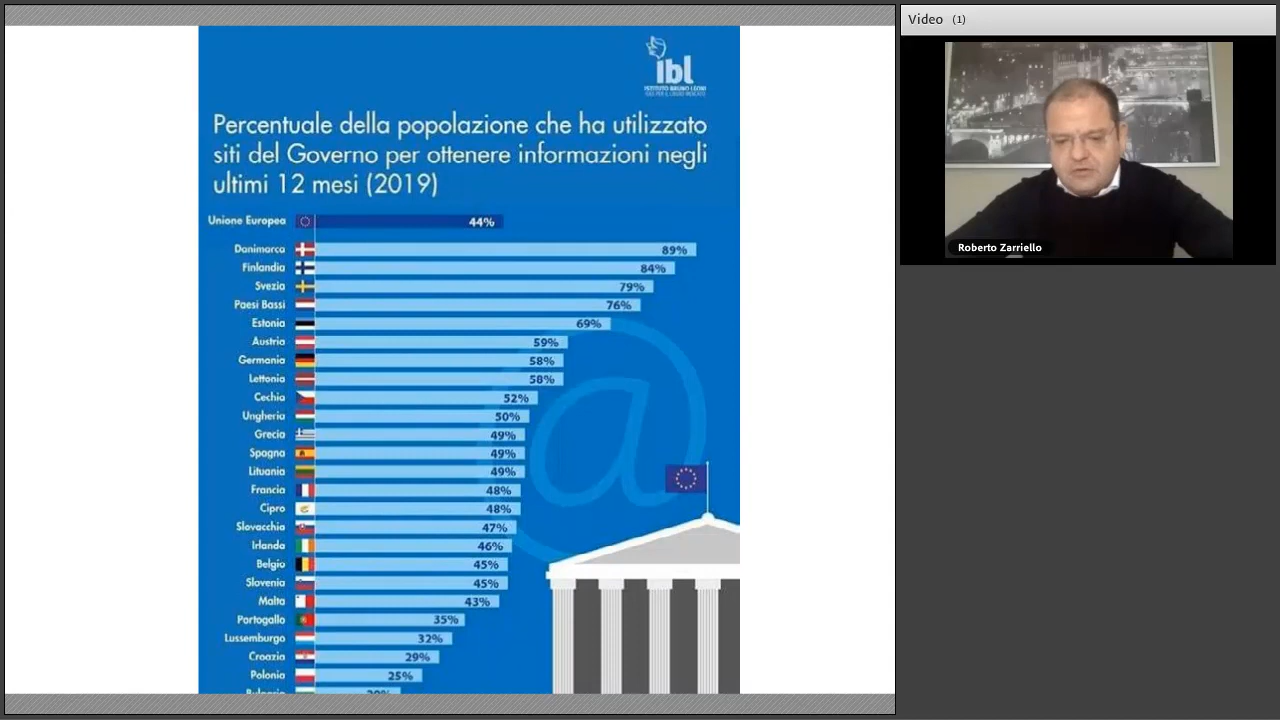 ibl
ISTITUTO BRUNO LEONI
Percentuale della popolazione che ha utilizzato
siti del Governo per ottenere informazioni negli
ultimi 12 mesi (2019)
Unione Europea 44%
Danimarca 89%
Finlandia 84%
Svezia 79%
Paesi Bassi 76%
Estonia 69%
Austria 59%
Germania 58%
Lettonia 58%
Cechia 52%
Ungheria 50%
Grecia 49%
Spagna 49%
Lituania 49%
Francia 48%
Cipro 48%
Slovacchia 47%
Irlanda 46%
Belgio 45%
Slovenia 45%
Malta 43%
Portogallo 35%
Lussemburgo 32%
Croazia 29%
Polonia 25%
@
Video (1)
Roberto Zarriello